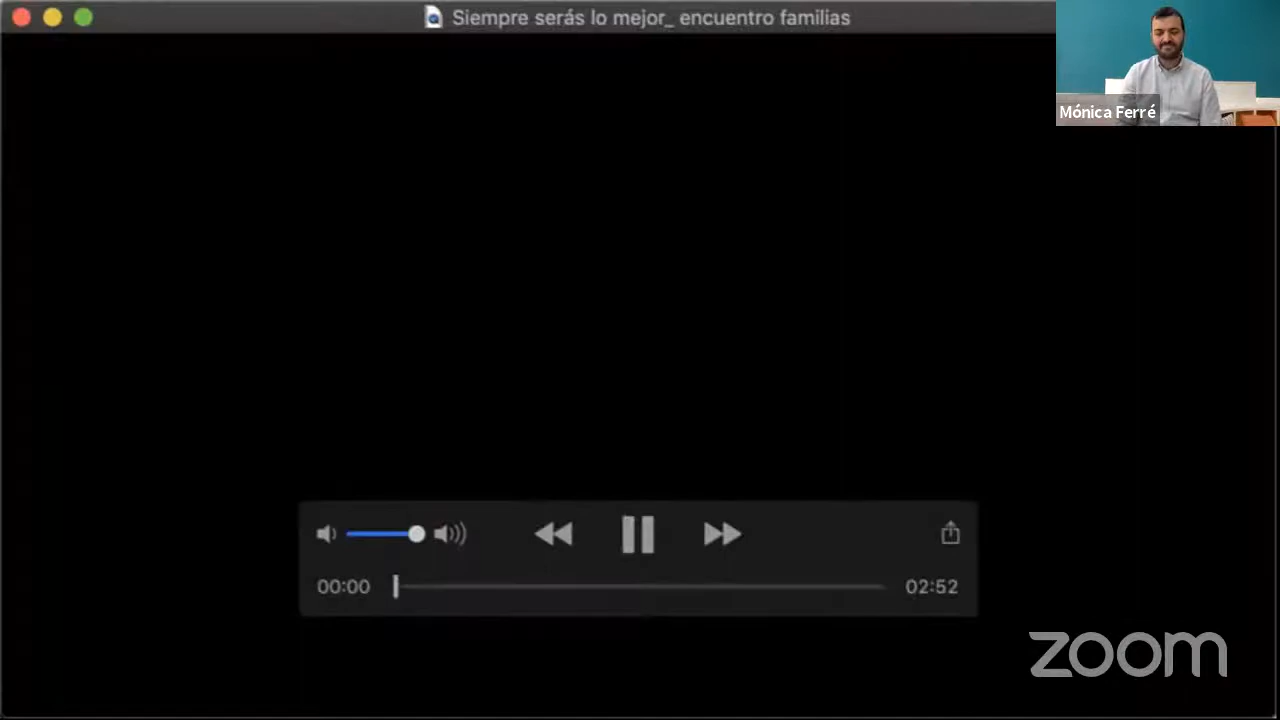 Siempre serás lo mejor_ encuentro familias
Mónica Ferré
00:00
02:52
zoom